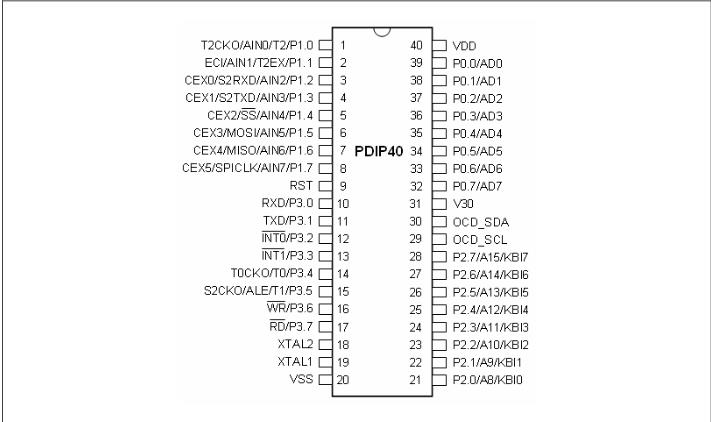 T2CKO/AIN0/T2/P1.0 1 40 VDD
ECI/AIN1/T2EX/P1.1 2 39 P0.0/AD0
CEX0/S2RXD/AIN2/P1.2 3 38 P0.1/AD1
CEX1/S2TXD/AIN3/P1.3 4 37 P0.2/AD2
CEX2/SS/AIN4/P1.4 5 36 P0.3/AD3
CEX3/MOSI/AIN5/P1.5 6 35 P0.4/AD4
CEX4/MISO/AIN6/P1.6 7 PDIP40 34 P0.5/AD5
CEX5/SPICLK/AIN7/P1.7 8 33 P0.6/AD6
RST 9 32 P0.7/AD7
RXD/P3.0 10 31 V30
TXD/P3.1 11 30 OCD_SDA
INT0/P3.2 12 29 OCD_SCL
INT1/P3.3 13 28 P2.7/A15/KBI7
T0CKO/T0/P3.4 14 27 P2.6/A14/KBI6
S2CKO/ALE/T1/P3.5 15 26 P2.5/A13/KBI5
WR/P3.6 16 25 P2.4/A12/KBI4
RD/P3.7 17 24 P2.3/A11/KBI3
XTAL2 18 23 P2.2/A10/KBI2
XTAL1 19 22 P2.1/A9/KBI1
VSS 20 21 P2.0/A8/KBI0